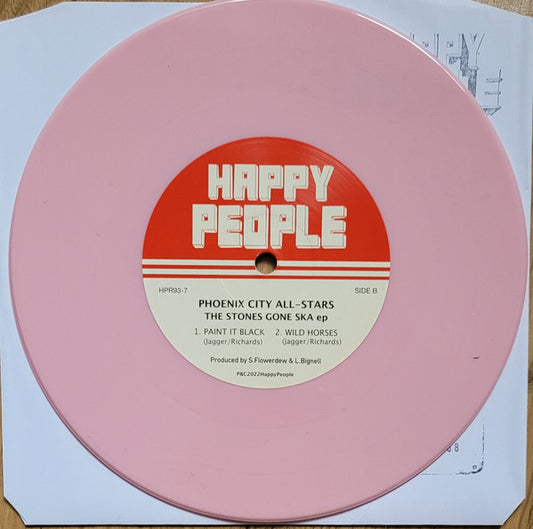 HAPPY
PEOPLE
HPR93-7 SIDE B
PHOENIX CITY ALL-STARS
THE STONES GONE SKA ep
1. PAINT IT BLACK 2. WILD HORSES
(Jagger/Richards) (Jagger/Richards)
Produced by S.Flowerdew & L.Bignell
P&C2022HappyPeople